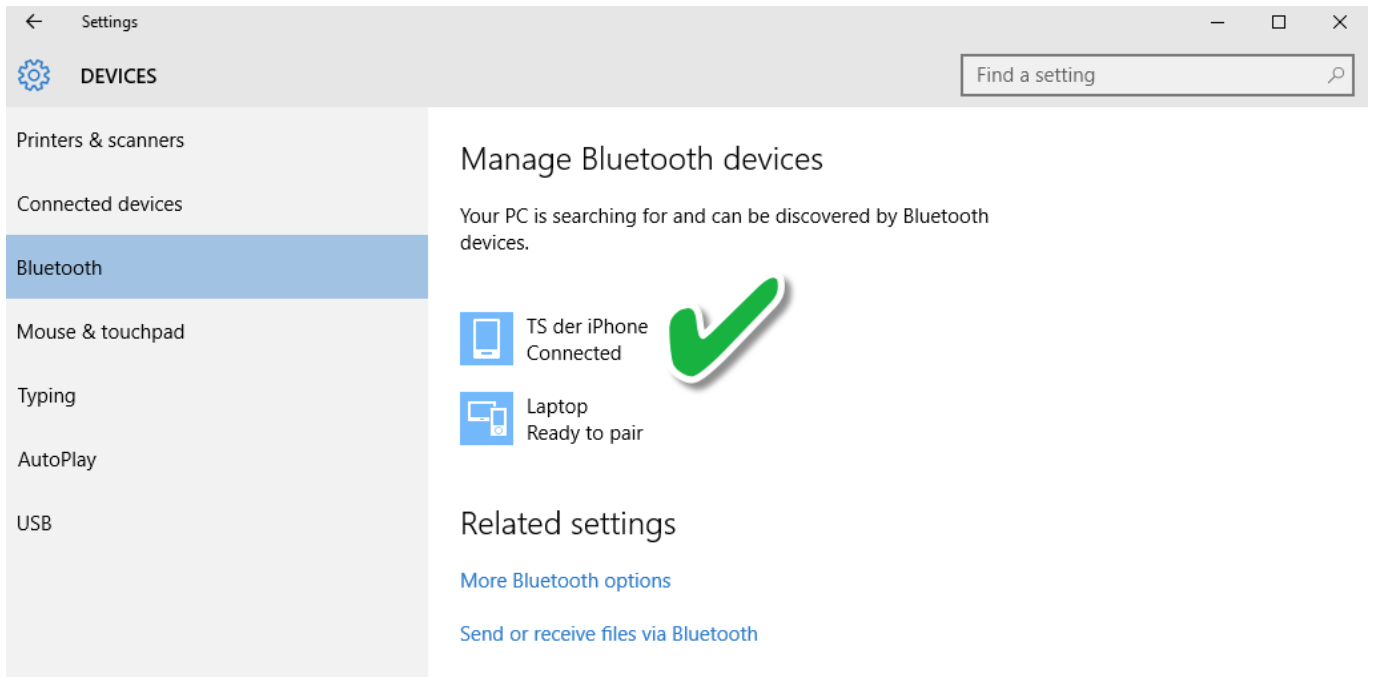 Settings
DEVICES
Find a setting
Printers & scanners
Connected devices
Bluetooth
Mouse & touchpad
Typing
AutoPlay
USB
Manage Bluetooth devices
Your PC is searching for and can be discovered by Bluetooth
devices.
TS der iPhone
Connected
Laptop
Ready to pair
Related settings
More Bluetooth options
Send or receive files via Bluetooth